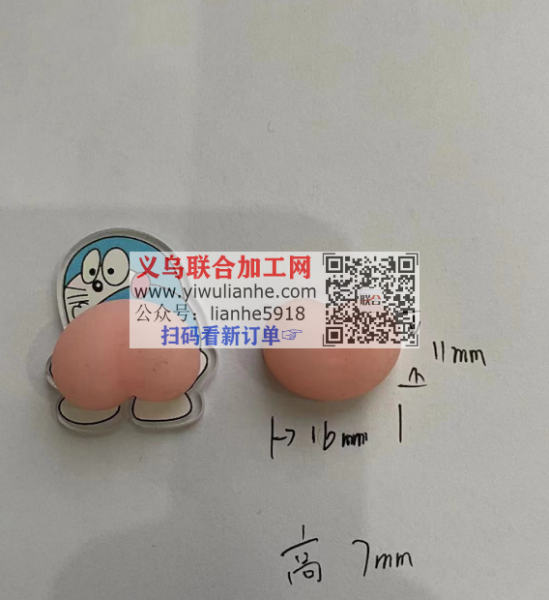 义乌联合加工网
www.yiwulianhe.com
公众号：lianhe5918
扫码看新订单☞
联合
11mm
16mm
高 7mm